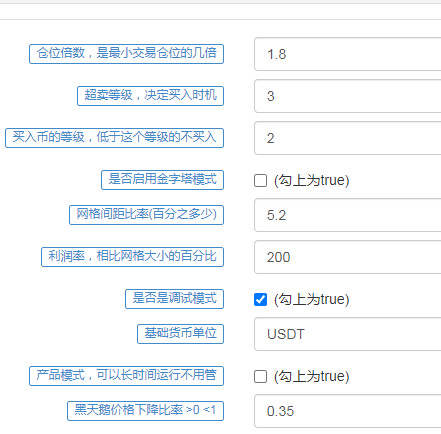 仓位倍数，是最小交易仓位的几倍 1.8
超卖等级，决定买入时机 3
买入币的等级，低于这个等级的不买入 2
是否启用金字塔模式 (勾上为true)
网格间距比率(百分之多少) 5.2
利润率，相比网格大小的百分比 200
是否是调试模式 (勾上为true)
基础货币单位 USDT
产品模式，可以长时间运行不用管 (勾上为true)
黑天鹅价格下降比率 >0 <1 0.35